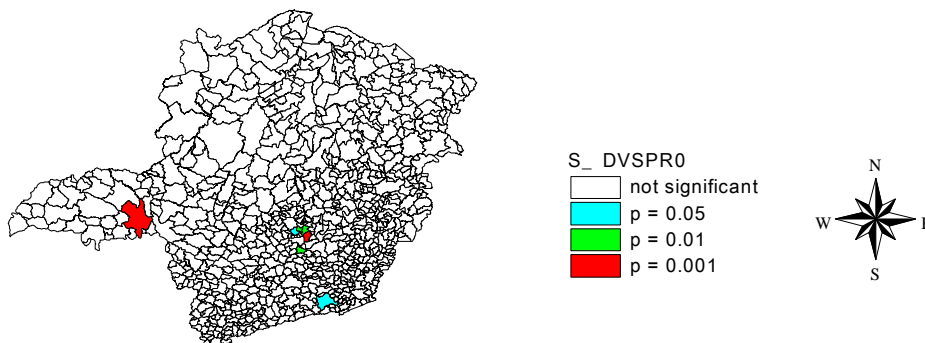 S_ DVSPR0
not significant
p = 0.05
p = 0.01
p = 0.001
N
W
E
S